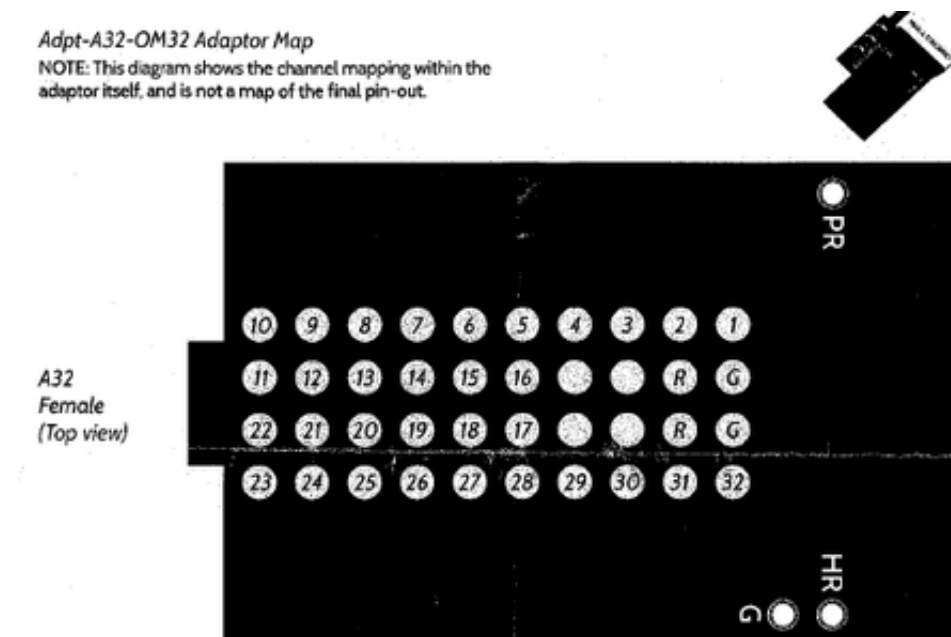 Adpt-A32-OM32 Adaptor Map
NOTE: This diagram shows the channel mapping within the
adaptor itself, and is not a map of the final pin-out.
PR
10 9 8 7 6 5 4 3 2 1
11 12 13 14 15 16 R G
22 21 20 19 18 17 R G
23 24 25 26 27 28 29 30 31 32
A32
Female
(Top view)
HR
G